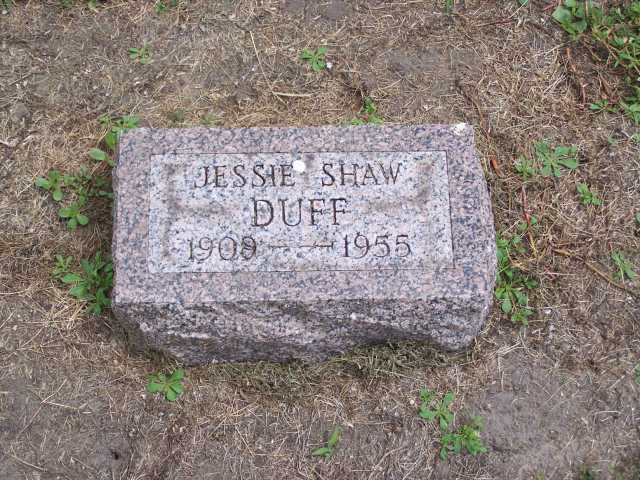 JESSIE SHAW
DUFF
1909 — — 1955